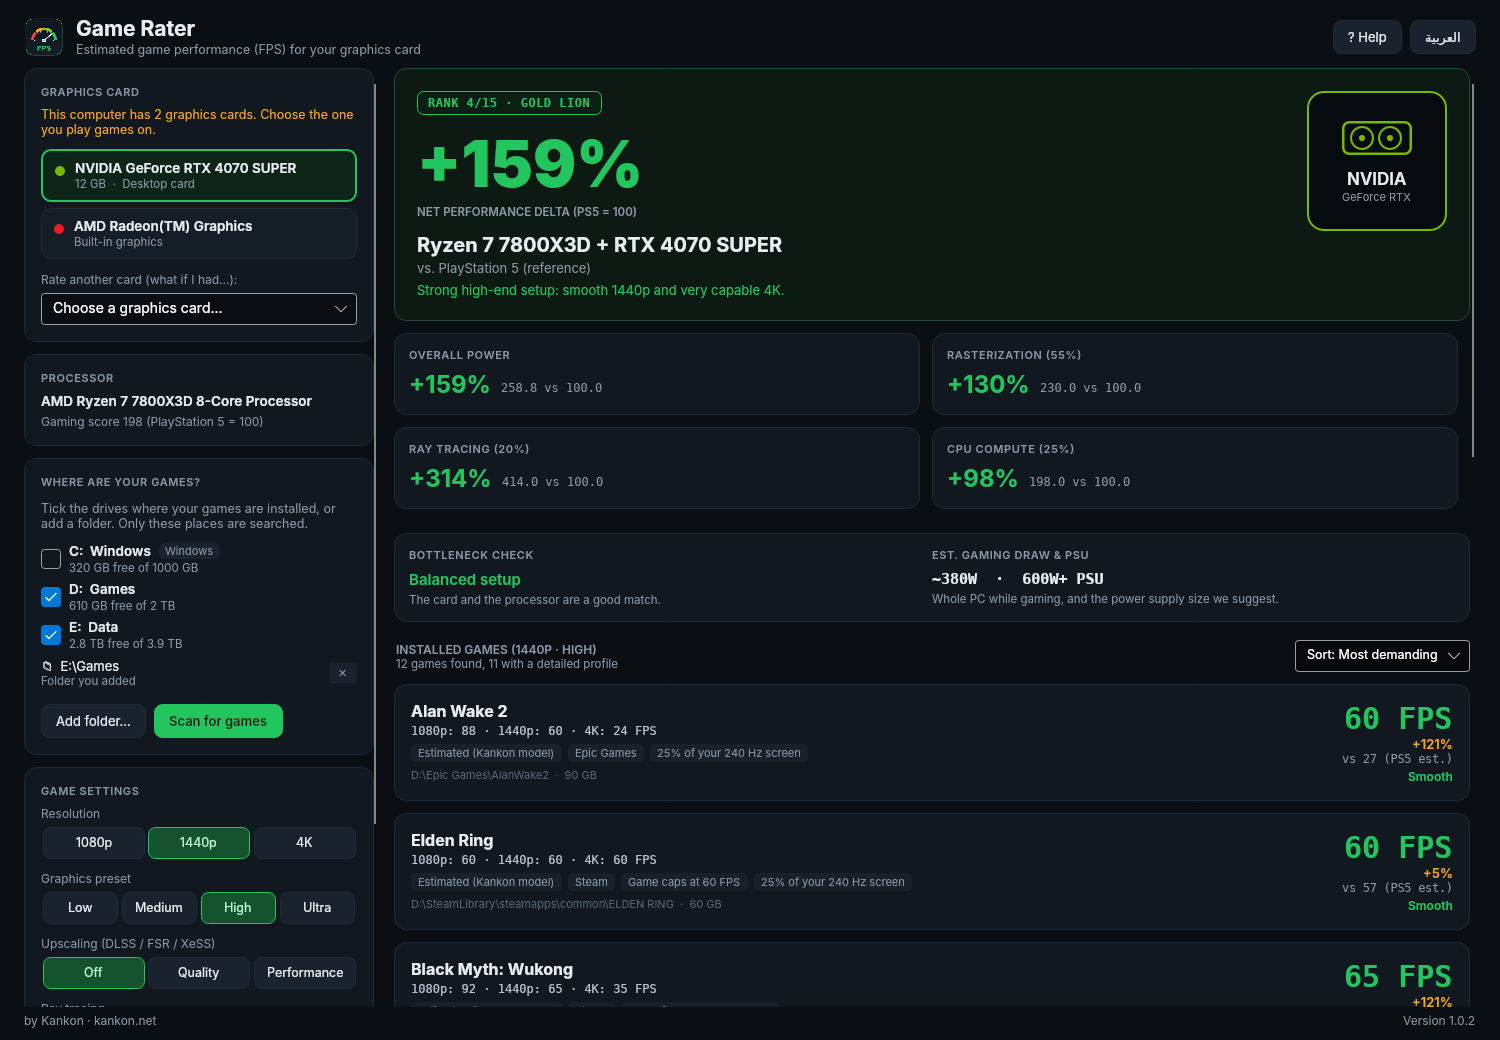 Game Rater
Estimated game performance (FPS) for your graphics card
? Help
العربية
FPS
GRAPHICS CARD
This computer has 2 graphics cards. Choose the one
you play games on.
NVIDIA GeForce RTX 4070 SUPER
12 GB · Desktop card
AMD Radeon(TM) Graphics
Built-in graphics
Rate another card (what if I had...):
Choose a graphics card...
PROCESSOR
AMD Ryzen 7 7800X3D 8-Core Processor
Gaming score 198 (PlayStation 5 = 100)
WHERE ARE YOUR GAMES?
Tick the drives where your games are installed, or
add a folder. Only these places are searched.
C: Windows Windows
320 GB free of 1000 GB
D: Games
610 GB free of 2 TB
E: Data
2.8 TB free of 3.9 TB
E:\Games
Folder you added
Add folder... Scan for games
GAME SETTINGS
Resolution
1080p 1440p 4K
Graphics preset
Low Medium High Ultra
Upscaling (DLSS / FSR / XeSS)
Off Quality Performance
RANK 4/15 · GOLD LION
+159%
NET PERFORMANCE DELTA (PS5 = 100)
Ryzen 7 7800X3D + RTX 4070 SUPER
vs. PlayStation 5 (reference)
Strong high-end setup: smooth 1440p and very capable 4K.
NVIDIA
GeForce RTX
OVERALL POWER
+159% 258.8 vs 100.0
RASTERIZATION (55%)
+130% 230.0 vs 100.0
RAY TRACING (20%)
+314% 414.0 vs 100.0
CPU COMPUTE (25%)
+98% 198.0 vs 100.0
BOTTLENECK CHECK
Balanced setup
The card and the processor are a good match.
EST. GAMING DRAW & PSU
~380W · 600W+ PSU
Whole PC while gaming, and the power supply size we suggest.
INSTALLED GAMES (1440P · HIGH)
12 games found, 11 with a detailed profile
Sort: Most demanding
Alan Wake 2
1080p: 88 · 1440p: 60 · 4K: 24 FPS
Estimated (Kankon model) Epic Games 25% of your 240 Hz screen
D:\Epic Games\AlanWake2 · 90 GB
60 FPS
+121%
vs 27 (PS5 est.)
Smooth
Elden Ring
1080p: 60 · 1440p: 60 · 4K: 60 FPS
Estimated (Kankon model) Steam Game caps at 60 FPS 25% of your 240 Hz screen
D:\SteamLibrary\steamapps\common\ELDEN RING · 60 GB
60 FPS
+5%
vs 57 (PS5 est.)
Smooth
Black Myth: Wukong
1080p: 92 · 1440p: 65 · 4K: 35 FPS
65 FPS
+121%
by Kankon · kankon.net
Version 1.0.2